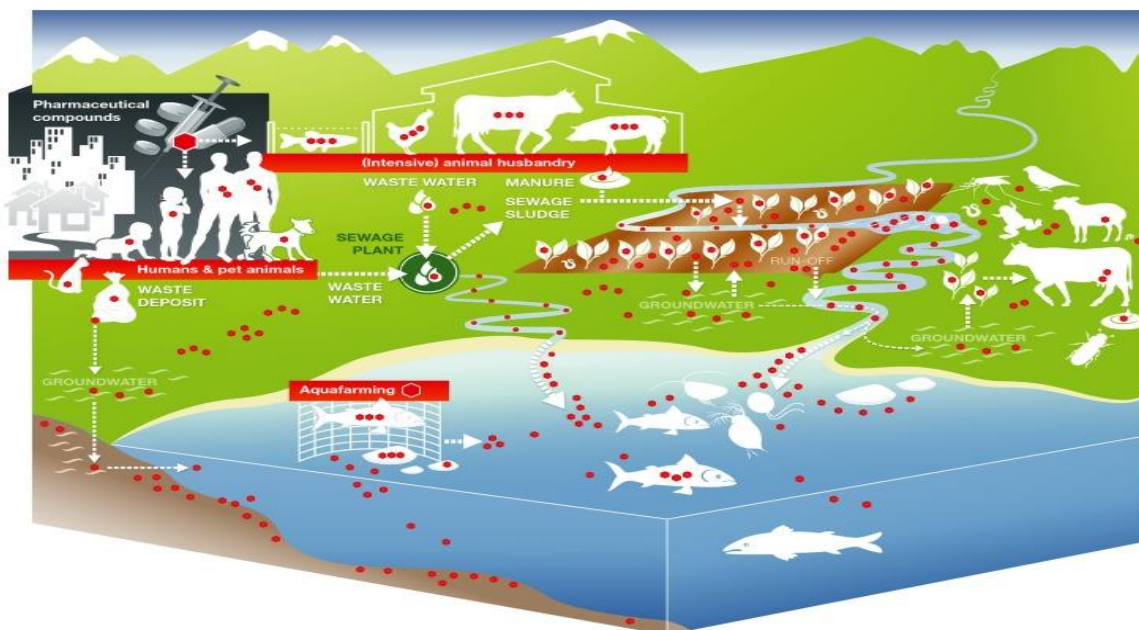 Pharmaceutical
compounds
(Intensive) animal husbandry
WASTE WATER
MANURE
SEWAGE
SLUDGE
SEWAGE
PLANT
Humans & pet animals
WASTE
DEPOSIT
WASTE
WATER
RUN-OFF
GROUNDWATER
GROUNDWATER
GROUNDWATER
Aquafarming